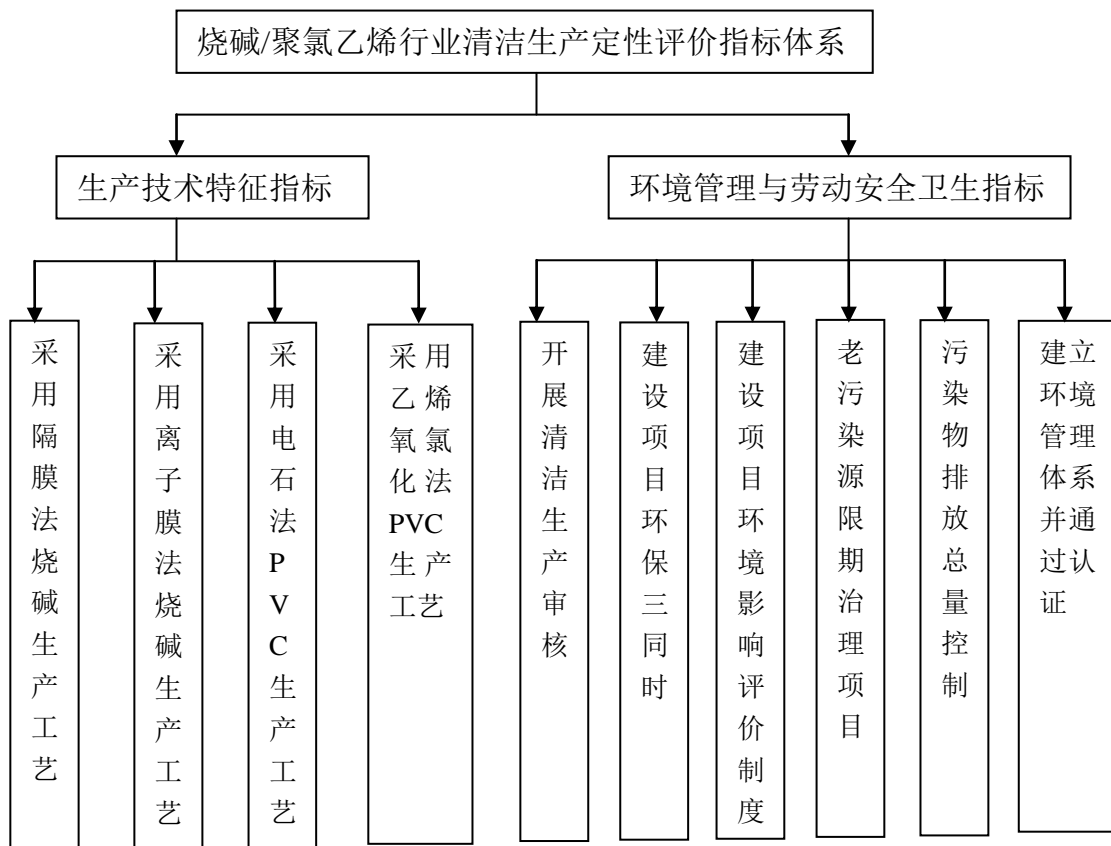 烧碱/聚氯乙烯行业清洁生产定性评价指标体系
生产技术特征指标
环境管理与劳动安全卫生指标
采用隔膜法烧碱生产工艺
采用离子膜法烧碱生产工艺
采用电石法PVC生产工艺
采用
乙烯
氧氯
化法
PVC
生产
工艺
开展清洁生产审核
建设项目环保三同时
建设项目环境影响评价制度
老污染源限期治理项目
污染物排放总量控制
建立
环境
管理
体系
并通
过认
证